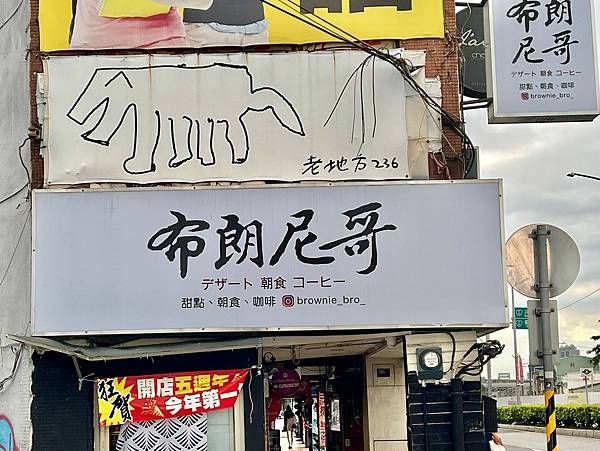 布朗
尼哥
デザート 朝食 コーヒー
甜點、朝食、咖啡
brownie_bro_
老地方236
布朗尼哥
デザート 朝食 コーヒー
甜點、朝食、咖啡 brownie_bro_
狂賀
開店五週年
今年第一